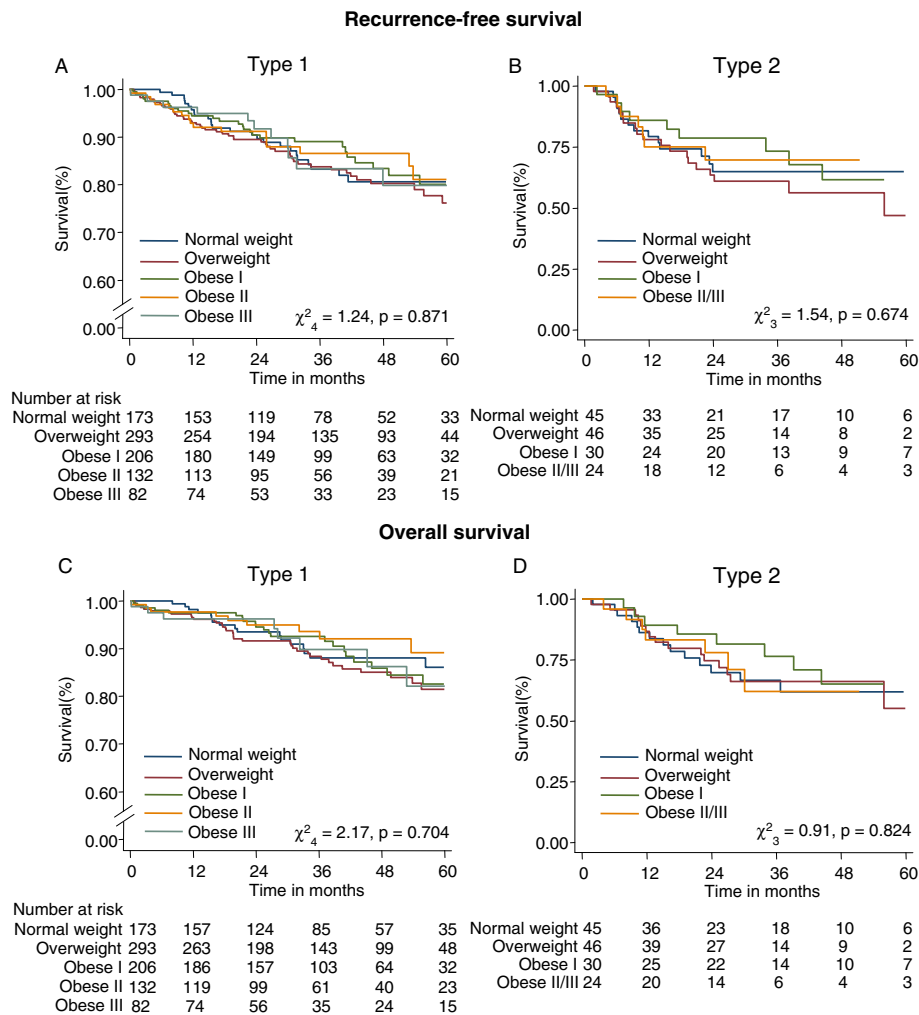 Recurrence-free survival
A
Type 1
Survival(%)
1.00
0.90
0.80
0.70
0.60
0.00
Normal weight
Overweight
Obese I
Obese II
Obese III
χ²₄ = 1.24, p = 0.871
0 12 24 36 48 60
Time in months
Number at risk
Normal weight 173 153 119 78 52 33
Overweight 293 254 194 135 93 44
Obese I 206 180 149 99 63 32
Obese II 132 113 95 56 39 21
Obese III 82 74 53 33 23 15
B
Type 2
Survival(%)
1.00
0.75
0.50
0.25
0.00
Normal weight
Overweight
Obese I
Obese II/III
χ²₃ = 1.54, p = 0.674
0 12 24 36 48 60
Time in months
Normal weight 45 33 21 17 10 6
Overweight 46 35 25 14 8 2
Obese I 30 24 20 13 9 7
Obese II/III 24 18 12 6 4 3
Overall survival
C
Type 1
Survival(%)
1.00
0.90
0.80
0.70
0.60
0.00
Normal weight
Overweight
Obese I
Obese II
Obese III
χ²₄ = 2.17, p = 0.704
0 12 24 36 48 60
Time in months
Number at risk
Normal weight 173 157 124 85 57 35
Overweight 293 263 198 143 99 48
Obese I 206 186 157 103 64 32
Obese II 132 119 99 61 40 23
Obese III 82 74 56 35 24 15
D
Type 2
Survival(%)
1.00
0.75
0.50
0.25
0.00
Normal weight
Overweight
Obese I
Obese II/III
χ²₃ = 0.91, p = 0.824
0 12 24 36 48 60
Time in months
Normal weight 45 36 23 18 10 6
Overweight 46 39 27 14 9 2
Obese I 30 25 22 14 10 7
Obese II/III 24 20 14 6 4 3